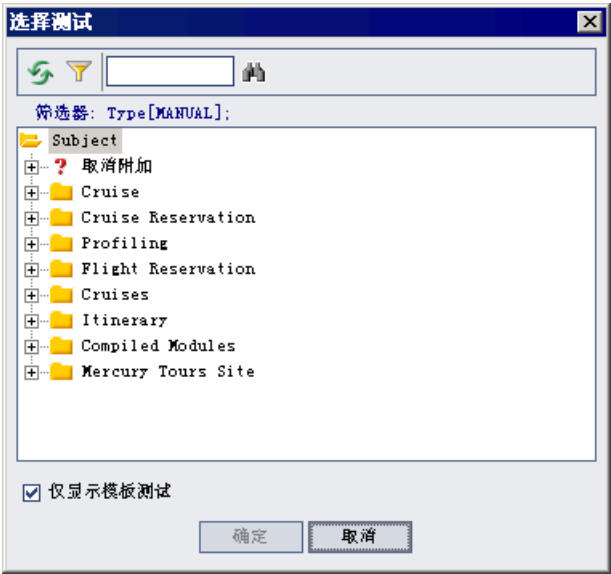 选择测试
筛选器: Type[MANUAL];
Subject
? 取消附加
Cruise
Cruise Reservation
Profiling
Flight Reservation
Cruises
Itinerary
Compiled Modules
Mercury Tours Site
仅显示模板测试
确定 取消